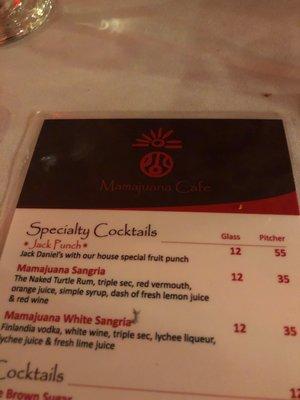 Mamajuana Cafe
Specialty Cocktails Glass Pitcher
*Jack Punch* 12 55
Jack Daniel's with our house special fruit punch
Mamajuana Sangria 12 35
The Naked Turtle Rum, triple sec, red vermouth,
orange juice, simple syrup, dash of fresh lemon juice
& red wine
Mamajuana White Sangria 12 35
Finlandia vodka, white wine, triple sec, lychee liqueur,
lychee juice & fresh lime juice
Cocktails
Brown Sugar